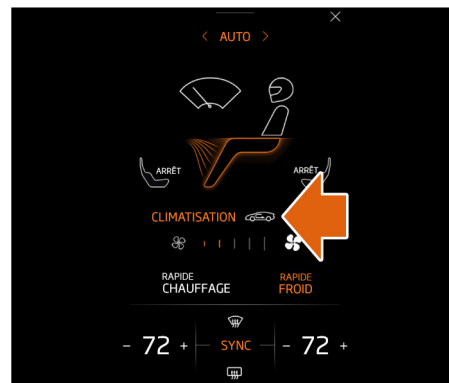 < AUTO >
ARRÊT ARRÊT
CLIMATISATION
RAPIDE RAPIDE
CHAUFFAGE FROID
- 72 + SYNC - 72 +